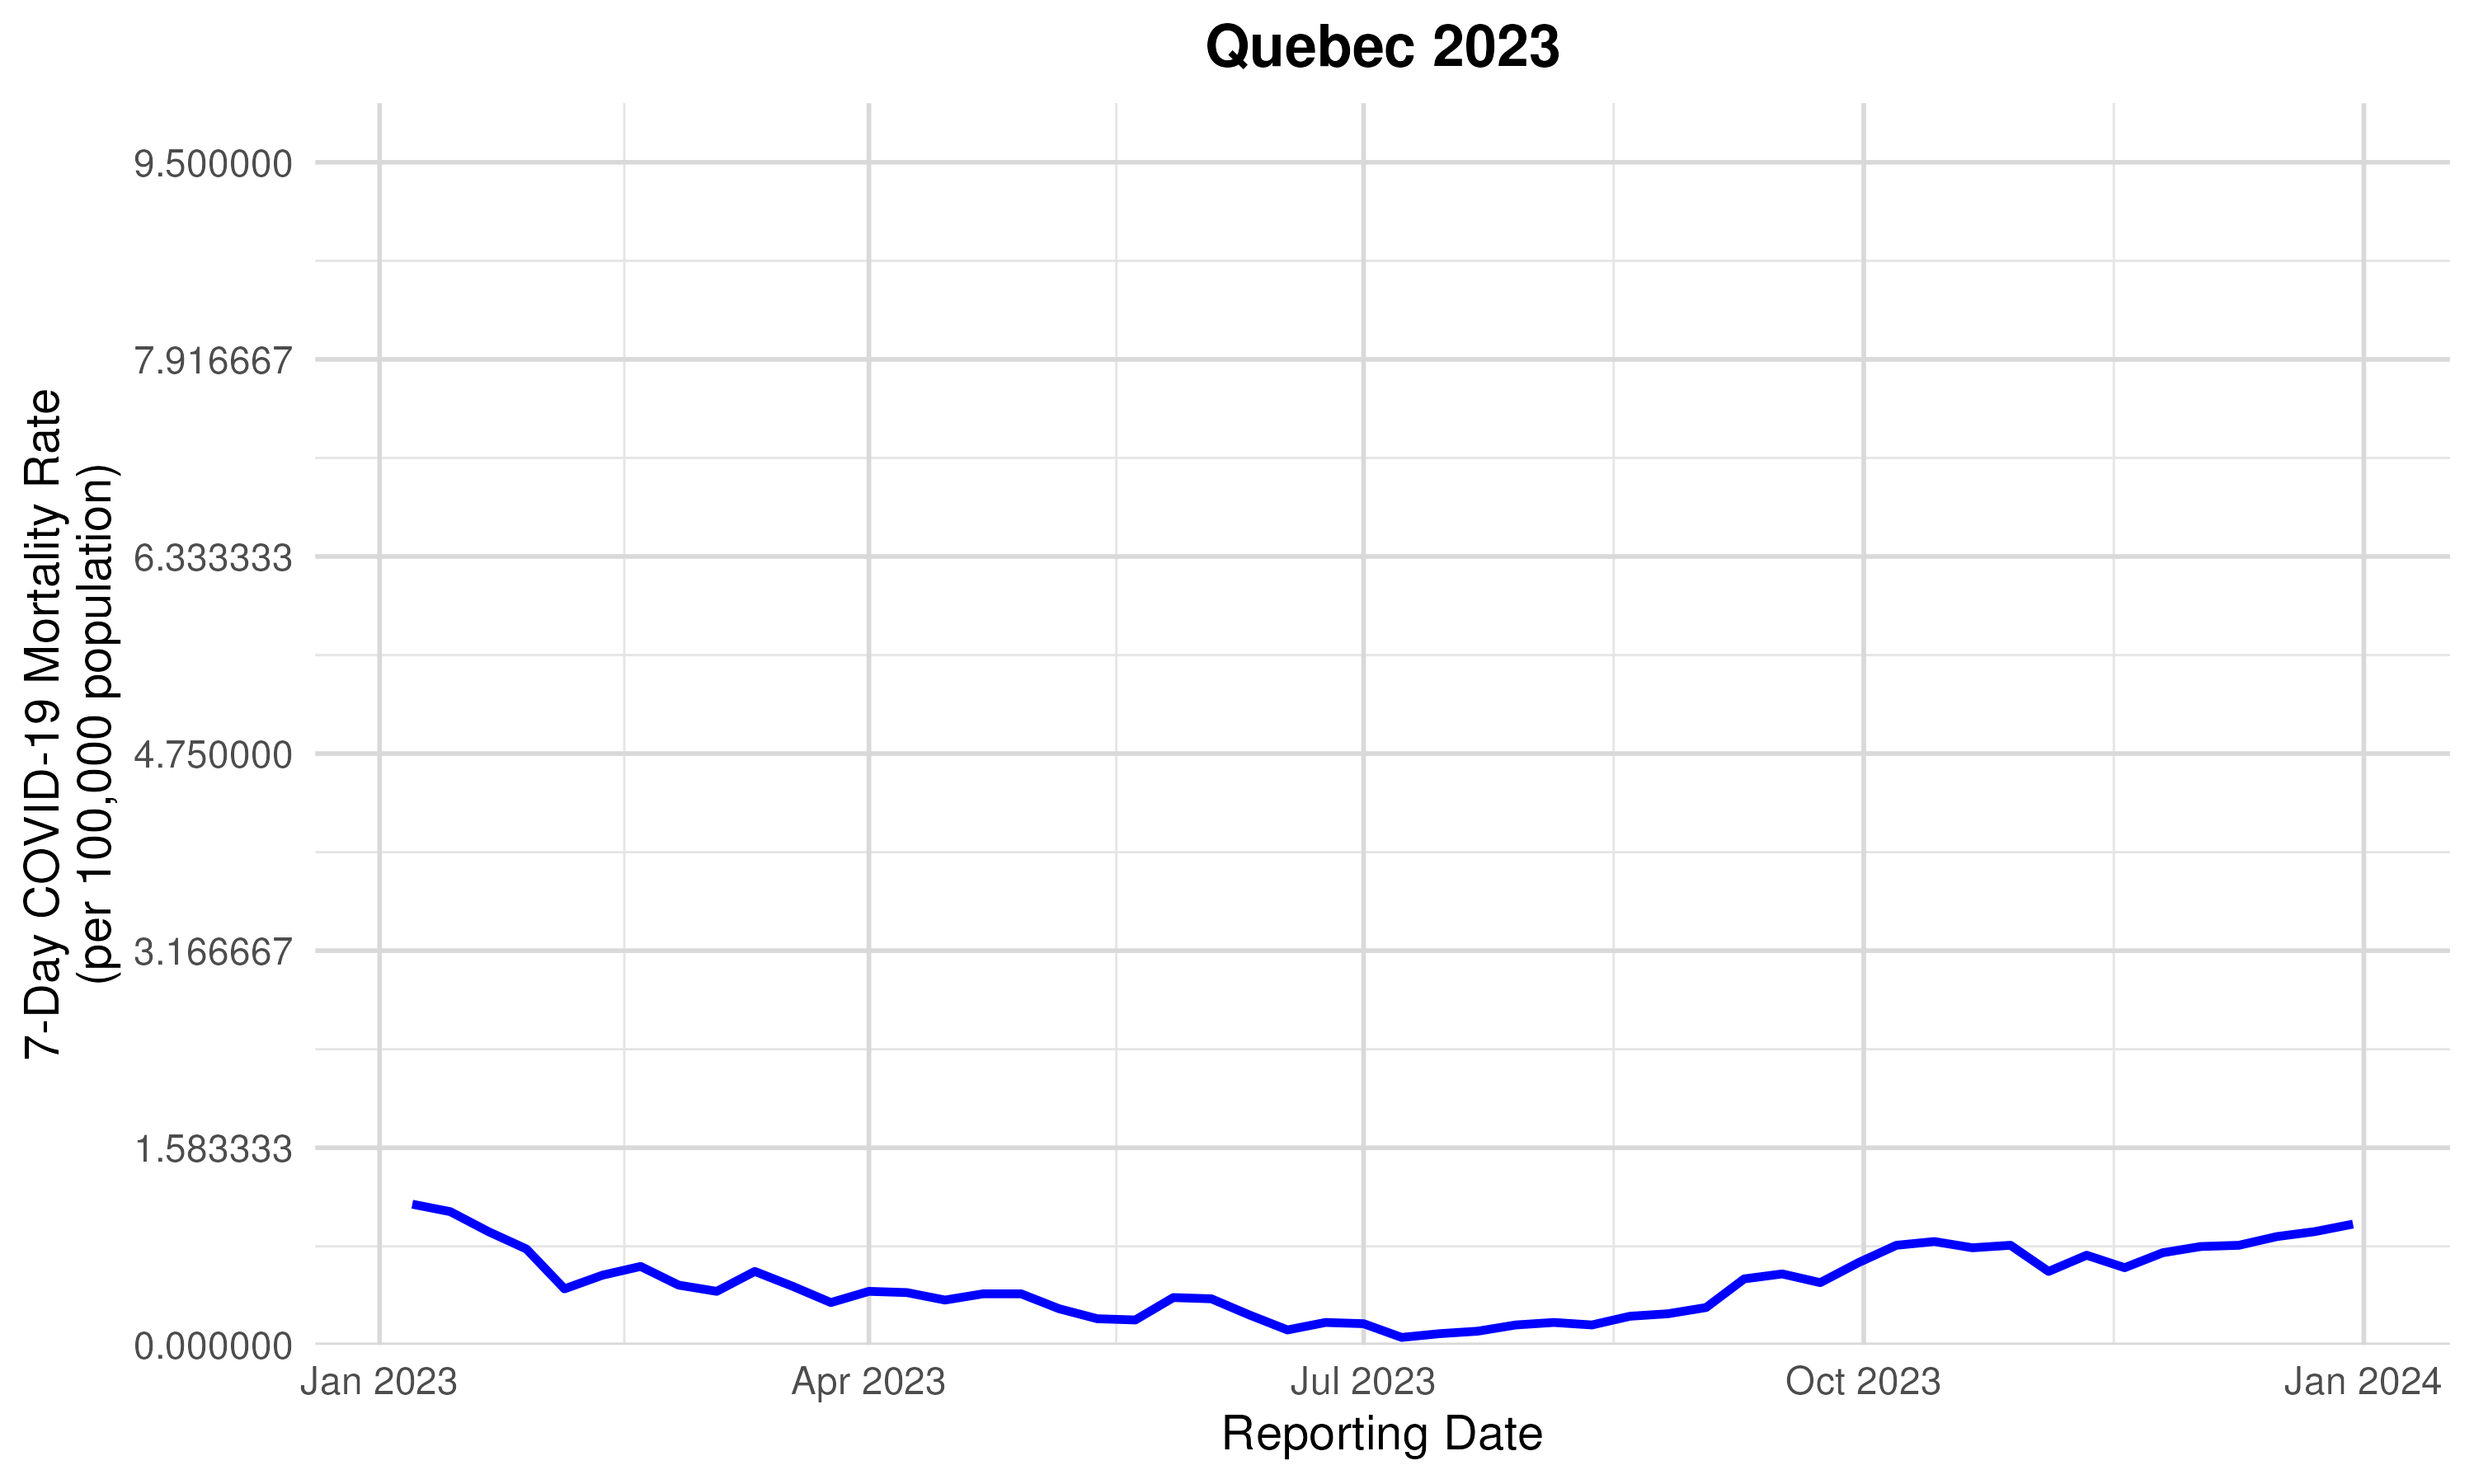 Quebec 2023
7-Day COVID-19 Mortality Rate
(per 100,000 population)
9.500000
7.916667
6.333333
4.750000
3.166667
1.583333
0.000000
Jan 2023 Apr 2023 Jul 2023 Oct 2023 Jan 2024
Reporting Date